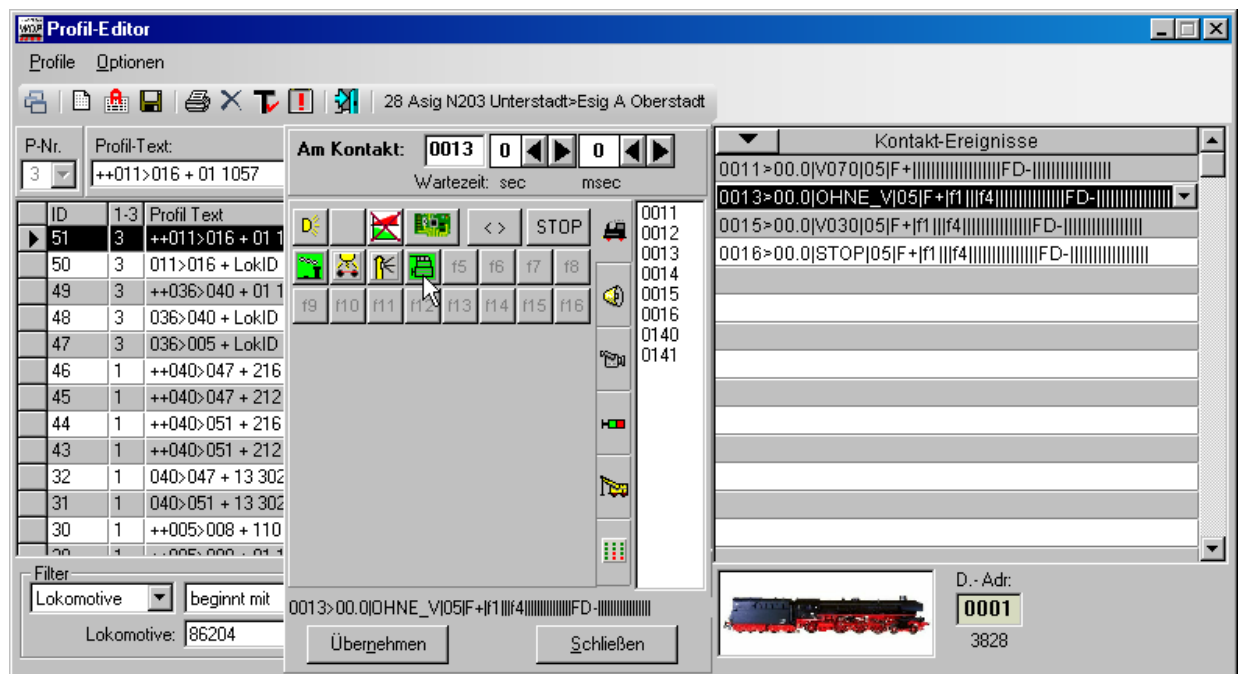 Profil-Editor
Profile Optionen
28 Asig N203 Unterstadt>Esig A Oberstadt
P-Nr. Profil-Text:
3 ++011>016 + 01 1057
ID 1-3 Profil Text
51 3 ++011>016 + 01 1
50 3 011>016 + LokID
49 3 ++036>040 + 01 1
48 3 036>040 + LokID
47 3 036>005 + LokID
46 1 ++040>047 + 216
45 1 ++040>047 + 212
44 1 ++040>051 + 216
43 1 ++040>051 + 212
32 1 040>047 + 13 302
31 1 040>051 + 13 302
30 1 ++005>008 + 110
Filter
Lokomotive beginnt mit
Lokomotive: 86204
Am Kontakt: 0013 0 0
Wartezeit: sec msec
< > STOP
f5 f6 f7 f8
f9 f10 f11 f12 f13 f14 f15 f16
0011
0012
0013
0014
0015
0016
0140
0141
0013>00.0|OHNE_V|05|F+|f1|||f4||||||||||||||FD-||||||||||||||||
Übernehmen Schließen
Kontakt-Ereignisse
0011>00.0|V070|05|F+||||||||||||||||||FD-||||||||||||||||
0013>00.0|OHNE_V|05|F+|f1|||f4||||||||||||||FD-||||||||||||||||
0015>00.0|V030|05|F+|f1|||f4||||||||||||||FD-||||||||||||||||
0016>00.0|STOP|05|F+|f1|||f4||||||||||||||FD-||||||||||||||||
D.- Adr:
0001
3828